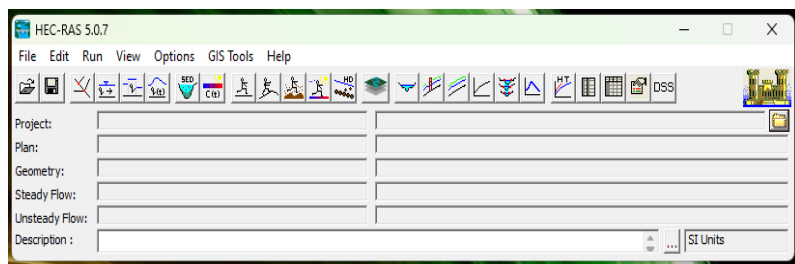 HEC-RAS 5.0.7
File Edit Run View Options GIS Tools Help
SED C(t) HD HT DSS
Project:
Plan:
Geometry:
Steady Flow:
Unsteady Flow:
Description : ... SI Units